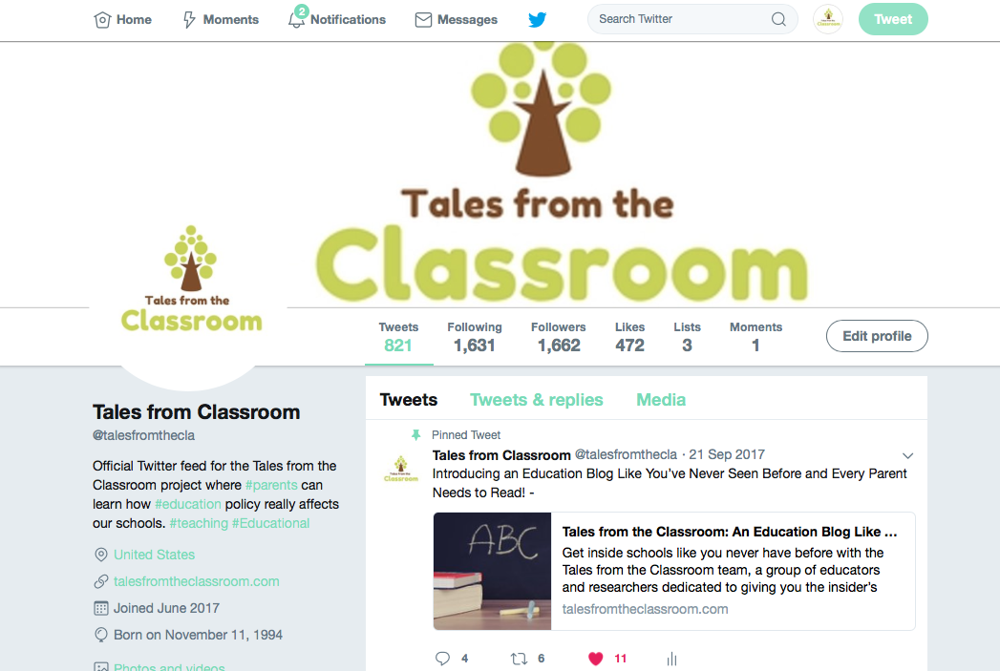 Home
Moments
2
Notifications
Messages
Search Twitter
Tweet
Tales from the
Classroom
Tales from the
Classroom
Tweets
821
Following
1,631
Followers
1,662
Likes
472
Lists
3
Moments
1
Edit profile
Tales from Classroom
@talesfromthecla
Official Twitter feed for the Tales from the
Classroom project where #parents can
learn how #education policy really affects
our schools. #teaching #Educational
United States
talesfromtheclassroom.com
Joined June 2017
Born on November 11, 1994
Photos and videos
Tweets
Tweets & replies
Media
Pinned Tweet
Tales from Classroom @talesfromthecla · 21 Sep 2017
Introducing an Education Blog Like You've Never Seen Before and Every Parent
Needs to Read! -
ABC
Tales from the Classroom: An Education Blog Like ...
Get inside schools like you never have before with the
Tales from the Classroom team, a group of educators
and researchers dedicated to giving you the insider's
talesfromtheclassroom.com
4
6
11